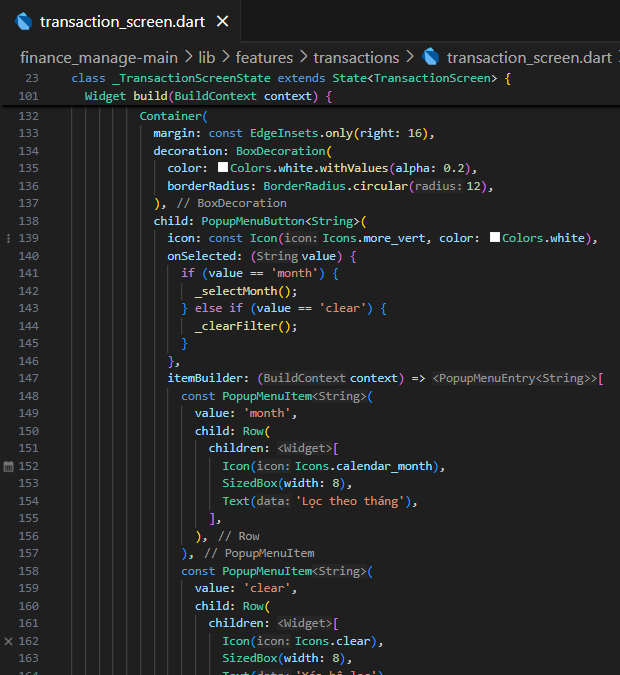 transaction_screen.dart ×
finance_manage-main > lib > features > transactions > transaction_screen.dart
23 class _TransactionScreenState extends State<TransactionScreen> {
101 Widget build(BuildContext context) {
132 Container(
133 margin: const EdgeInsets.only(right: 16),
134 decoration: BoxDecoration(
135 color: Colors.white.withValues(alpha: 0.2),
136 borderRadius: BorderRadius.circular(radius: 12),
137 ), // BoxDecoration
138 child: PopupMenuButton<String>(
139 icon: const Icon(icon: Icons.more_vert, color: Colors.white),
140 onSelected: (String value) {
141 if (value == 'month') {
142 _selectMonth();
143 } else if (value == 'clear') {
144 _clearFilter();
145 }
146 },
147 itemBuilder: (BuildContext context) => <PopupMenuEntry<String>>[
148 const PopupMenuItem<String>(
149 value: 'month',
150 child: Row(
151 children: <Widget>[
152 Icon(icon: Icons.calendar_month),
153 SizedBox(width: 8),
154 Text(data: 'Lọc theo tháng'),
155 ],
156 ), // Row
157 ), // PopupMenuItem
158 const PopupMenuItem<String>(
159 value: 'clear',
160 child: Row(
161 children: <Widget>[
162 Icon(icon: Icons.clear),
163 SizedBox(width: 8),